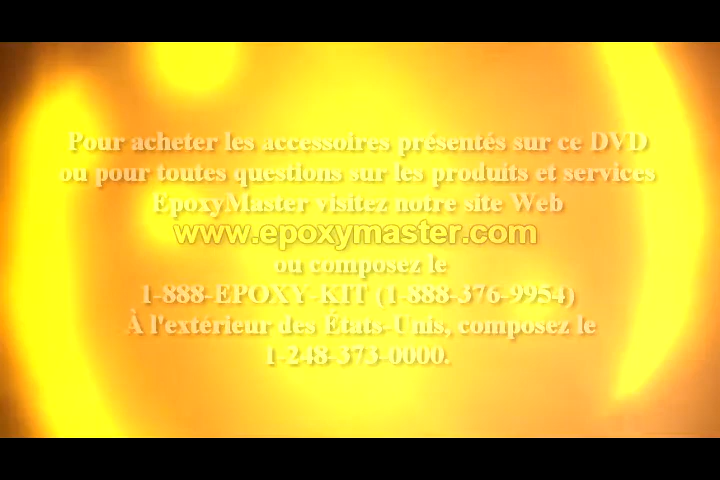 Pour acheter les accessoires présentés sur ce DVD
ou pour toutes questions sur les produits et services
EpoxyMaster visitez notre site Web
www.epoxymaster.com
ou composez le
1-888-EPOXY-KIT (1-888-376-9954)
À l'extérieur des États-Unis, composez le
1-248-373-0000.